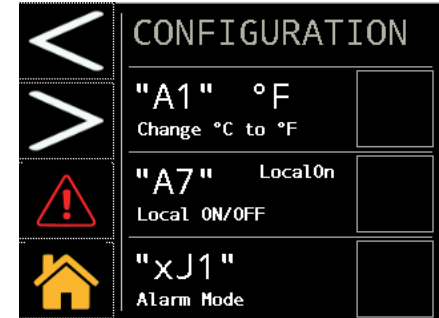 CONFIGURATION
"A1" °F
Change °C to °F
"A7" LocalOn
Local ON/OFF
"xJ1"
Alarm Mode